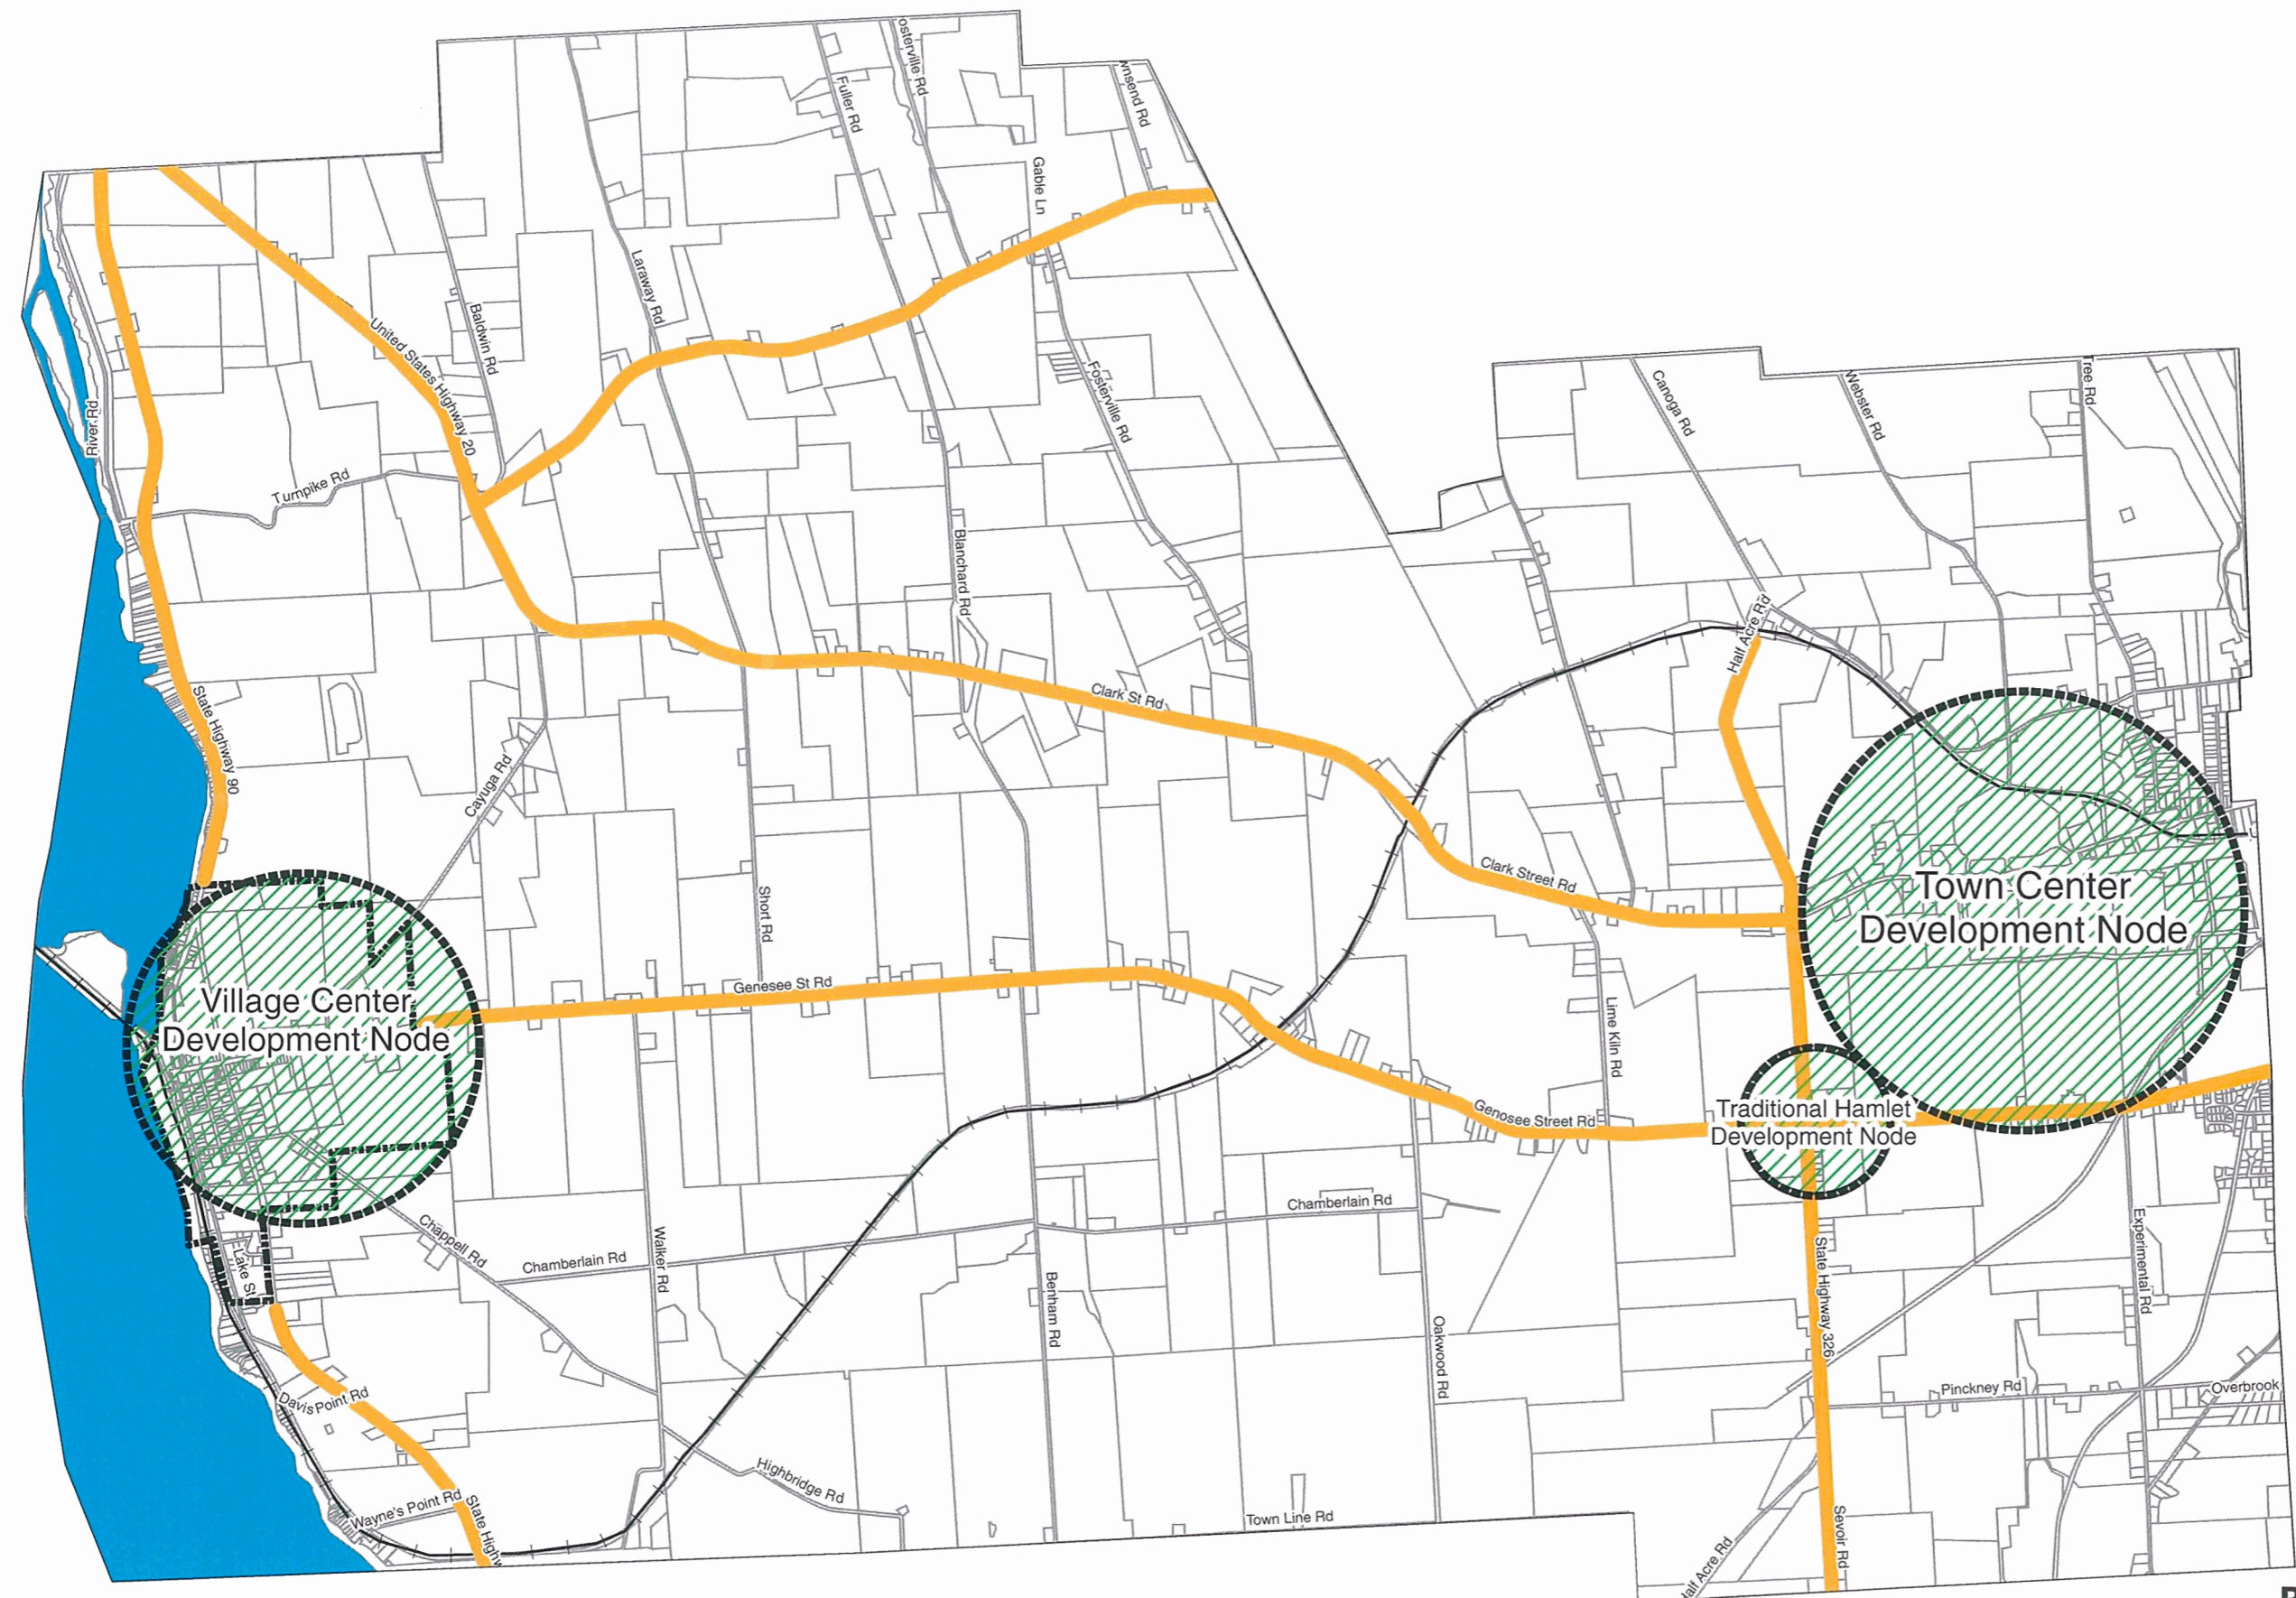 osterville Rd
Fuller Rd
wnsend Rd
Gable Ln
Laraway Rd
Baldwin Rd
United States Highway 20
River Rd
Turnpike Rd
Fosterville Rd
Canoga Rd
Webster Rd
Tree Rd
Blanchard Rd
Half Acre Rd
Clark St Rd
State Highway 90
Cayuga Rd
Clark Street Rd
Short Rd
Town Center
Development Node
Village Center
Development Node
Genesee St Rd
Lime Kiln Rd
Genosee Street Rd
Traditional Hamlet
Development Node
Chamberlain Rd
Chappell Rd
Chamberlain Rd
Walker Rd
Lake St
Benham Rd
Oakwood Rd
State Highway 326
Experimental Rd
Pinckney Rd
Overbrook
Davis Point Rd
Highbridge Rd
Wayne's Point Rd
State Highw
Town Line Rd
Half Acre Rd
Sevoir Rd